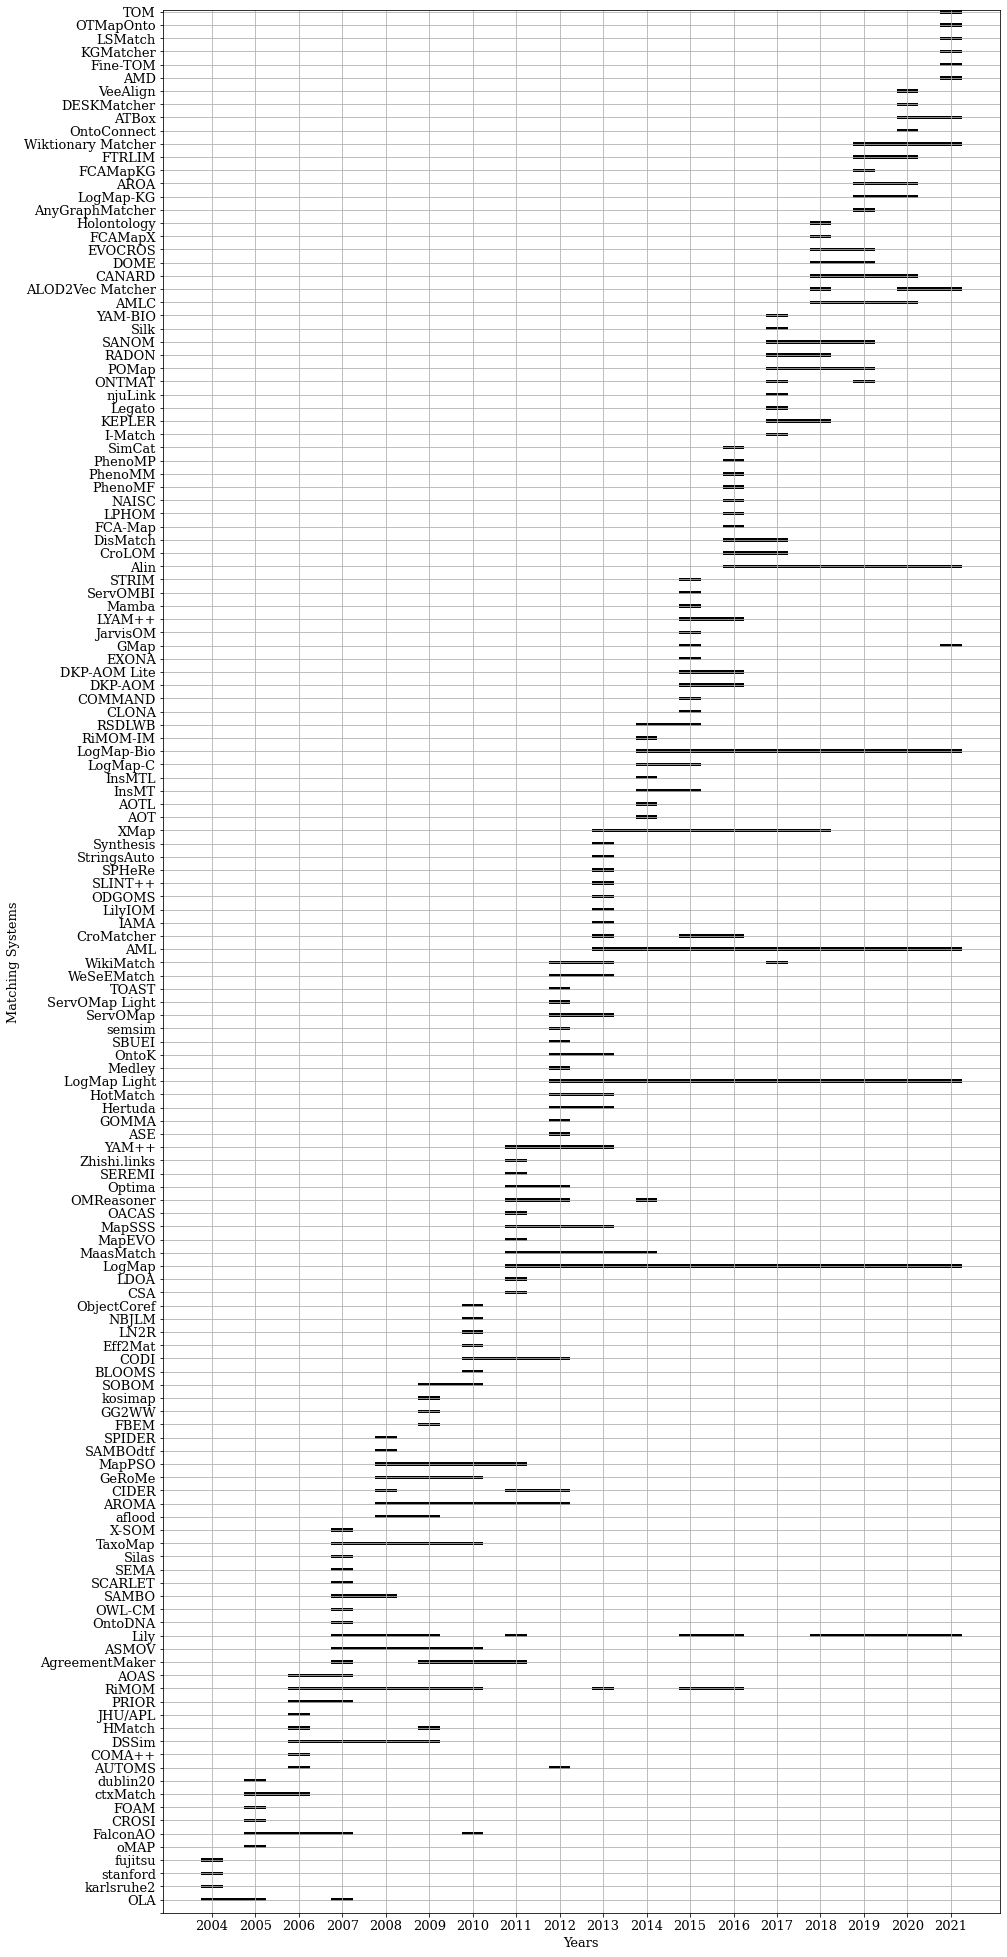 TOM
OTMapOnto
LSMatch
KGMatcher
Fine-TOM
AMD
VeeAlign
DESKMatcher
ATBox
OntoConnect
Wiktionary Matcher
FTRLIM
FCAMapKG
AROA
LogMap-KG
AnyGraphMatcher
Holontology
FCAMapX
EVOCROS
DOME
CANARD
ALOD2Vec Matcher
AMLC
YAM-BIO
Silk
SANOM
RADON
POMap
ONTMAT
njuLink
Legato
KEPLER
I-Match
SimCat
PhenoMP
PhenoMM
PhenoMF
NAISC
LPHOM
FCA-Map
DisMatch
CroLOM
Alin
STRIM
ServOMBI
Mamba
LYAM++
JarvisOM
GMap
EXONA
DKP-AOM Lite
DKP-AOM
COMMAND
CLONA
RSDLWB
RiMOM-IM
LogMap-Bio
LogMap-C
InsMTL
InsMT
AOTL
AOT
XMap
Synthesis
StringsAuto
SPHeRe
SLINT++
ODGOMS
LilyIOM
IAMA
CroMatcher
AML
WikiMatch
WeSeEMatch
TOAST
ServOMap Light
ServOMap
semsim
SBUEI
OntoK
Medley
LogMap Light
HotMatch
Hertuda
GOMMA
ASE
YAM++
Zhishi.links
SEREMI
Optima
OMReasoner
OACAS
MapSSS
MapEVO
MaasMatch
LogMap
LDOA
CSA
ObjectCoref
NBJLM
LN2R
Eff2Mat
CODI
BLOOMS
SOBOM
kosimap
GG2WW
FBEM
SPIDER
SAMBOdtf
MapPSO
GeRoMe
CIDER
AROMA
aflood
X-SOM
TaxoMap
Silas
SEMA
SCARLET
SAMBO
OWL-CM
OntoDNA
Lily
ASMOV
AgreementMaker
AOAS
RiMOM
PRIOR
JHU/APL
HMatch
DSSim
COMA++
AUTOMS
dublin20
ctxMatch
FOAM
CROSI
FalconAO
oMAP
fujitsu
stanford
karlsruhe2
OLA
Matching Systems
2004 2005 2006 2007 2008 2009 2010 2011 2012 2013 2014 2015 2016 2017 2018 2019 2020 2021
Years